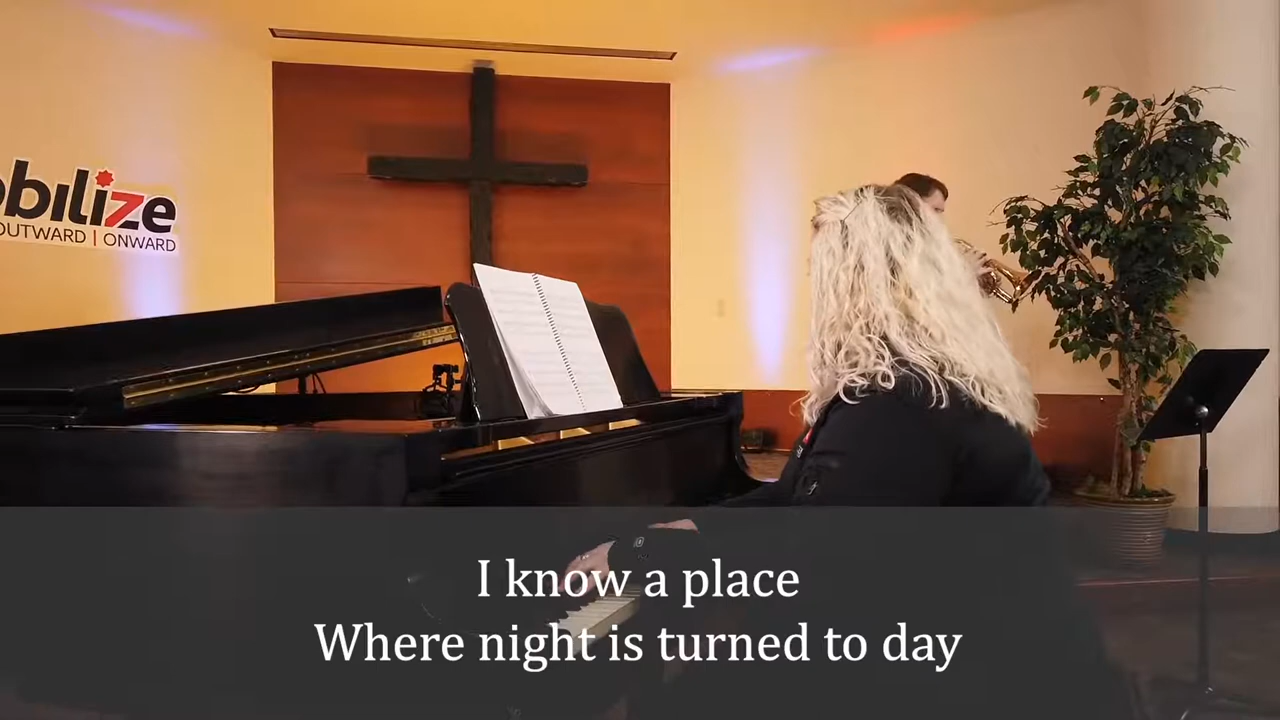 obilize
OUTWARD | ONWARD
I know a place
Where night is turned to day